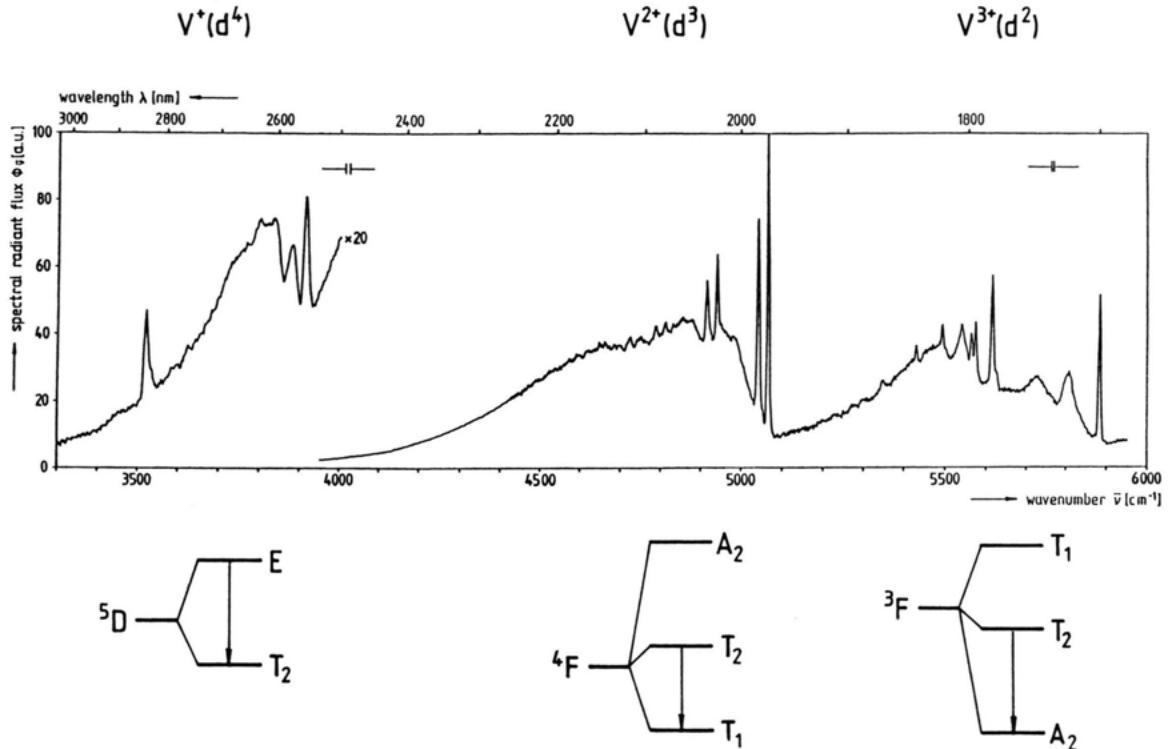 V⁺(d⁴) V²⁺(d³) V³⁺(d²)
wavelength λ [nm]
3000 2800 2600 2400 2200 2000 1800
100
80
60
40
20
0
spectral radiant flux Φᵥ̃ [a.u.]
×20
3500 4000 4500 5000 5500 6000
wavenumber ν̄ [cm⁻¹]
⁵D E T₂
⁴F A₂ T₂ T₁
³F T₁ T₂ A₂